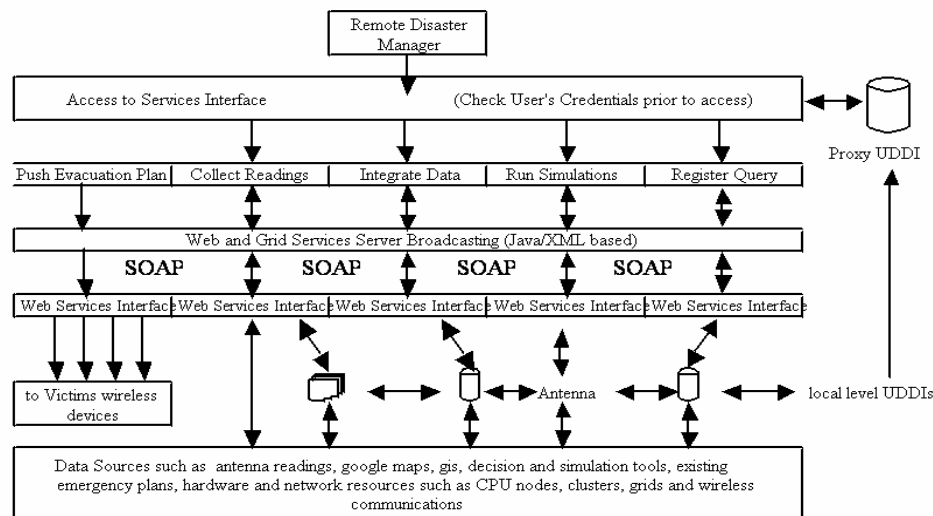 Remote Disaster
Manager
Access to Services Interface (Check User's Credentials prior to access)
Proxy UDDI
Push Evacuation Plan Collect Readings Integrate Data Run Simulations Register Query
Web and Grid Services Server Broadcasting (Java/XML based)
SOAP SOAP SOAP SOAP
Web Services Interface Web Services Interface Web Services Interface Web Services Interface Web Services Interface
to Victims wireless
devices
Antenna
local level UDDIs
Data Sources such as antenna readings, google maps, gis, decision and simulation tools, existing
emergency plans, hardware and network resources such as CPU nodes, clusters, grids and wireless
communications